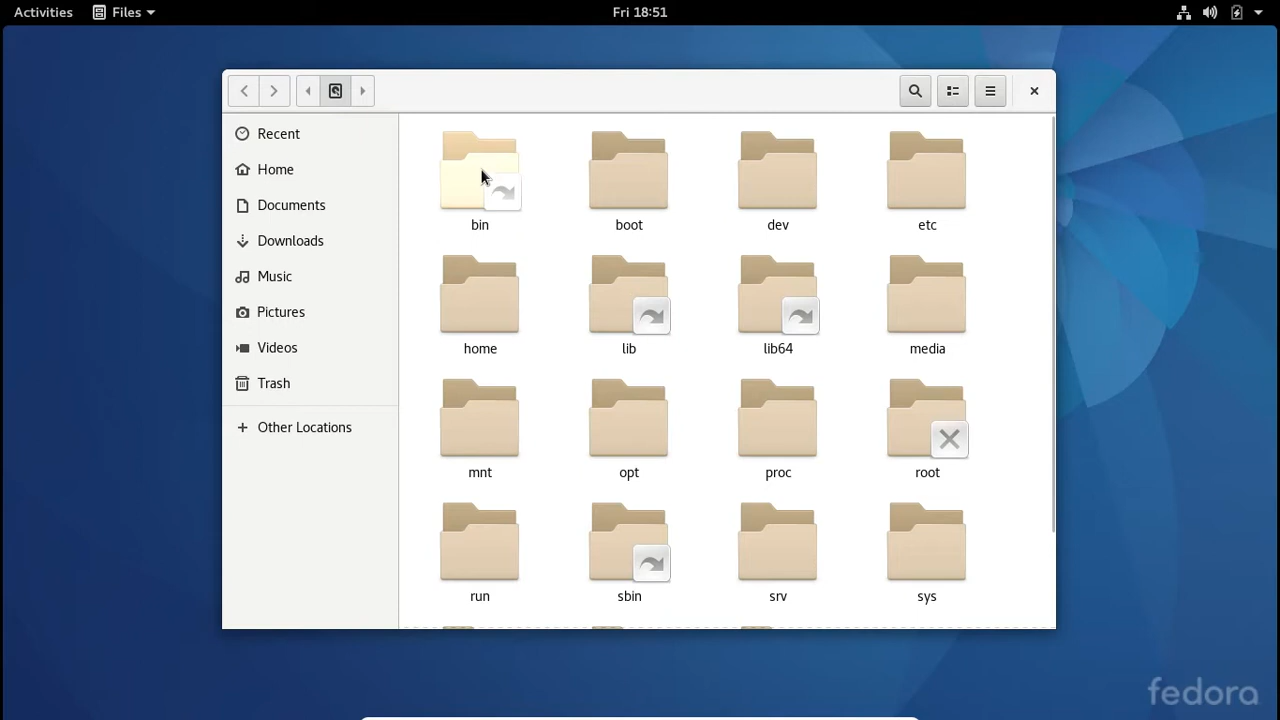 Activities Files Fri 18:51
Recent
Home
Documents
Downloads
Music
Pictures
Videos
Trash
Other Locations
bin boot dev etc
home lib lib64 media
mnt opt proc root
run sbin srv sys
fedora